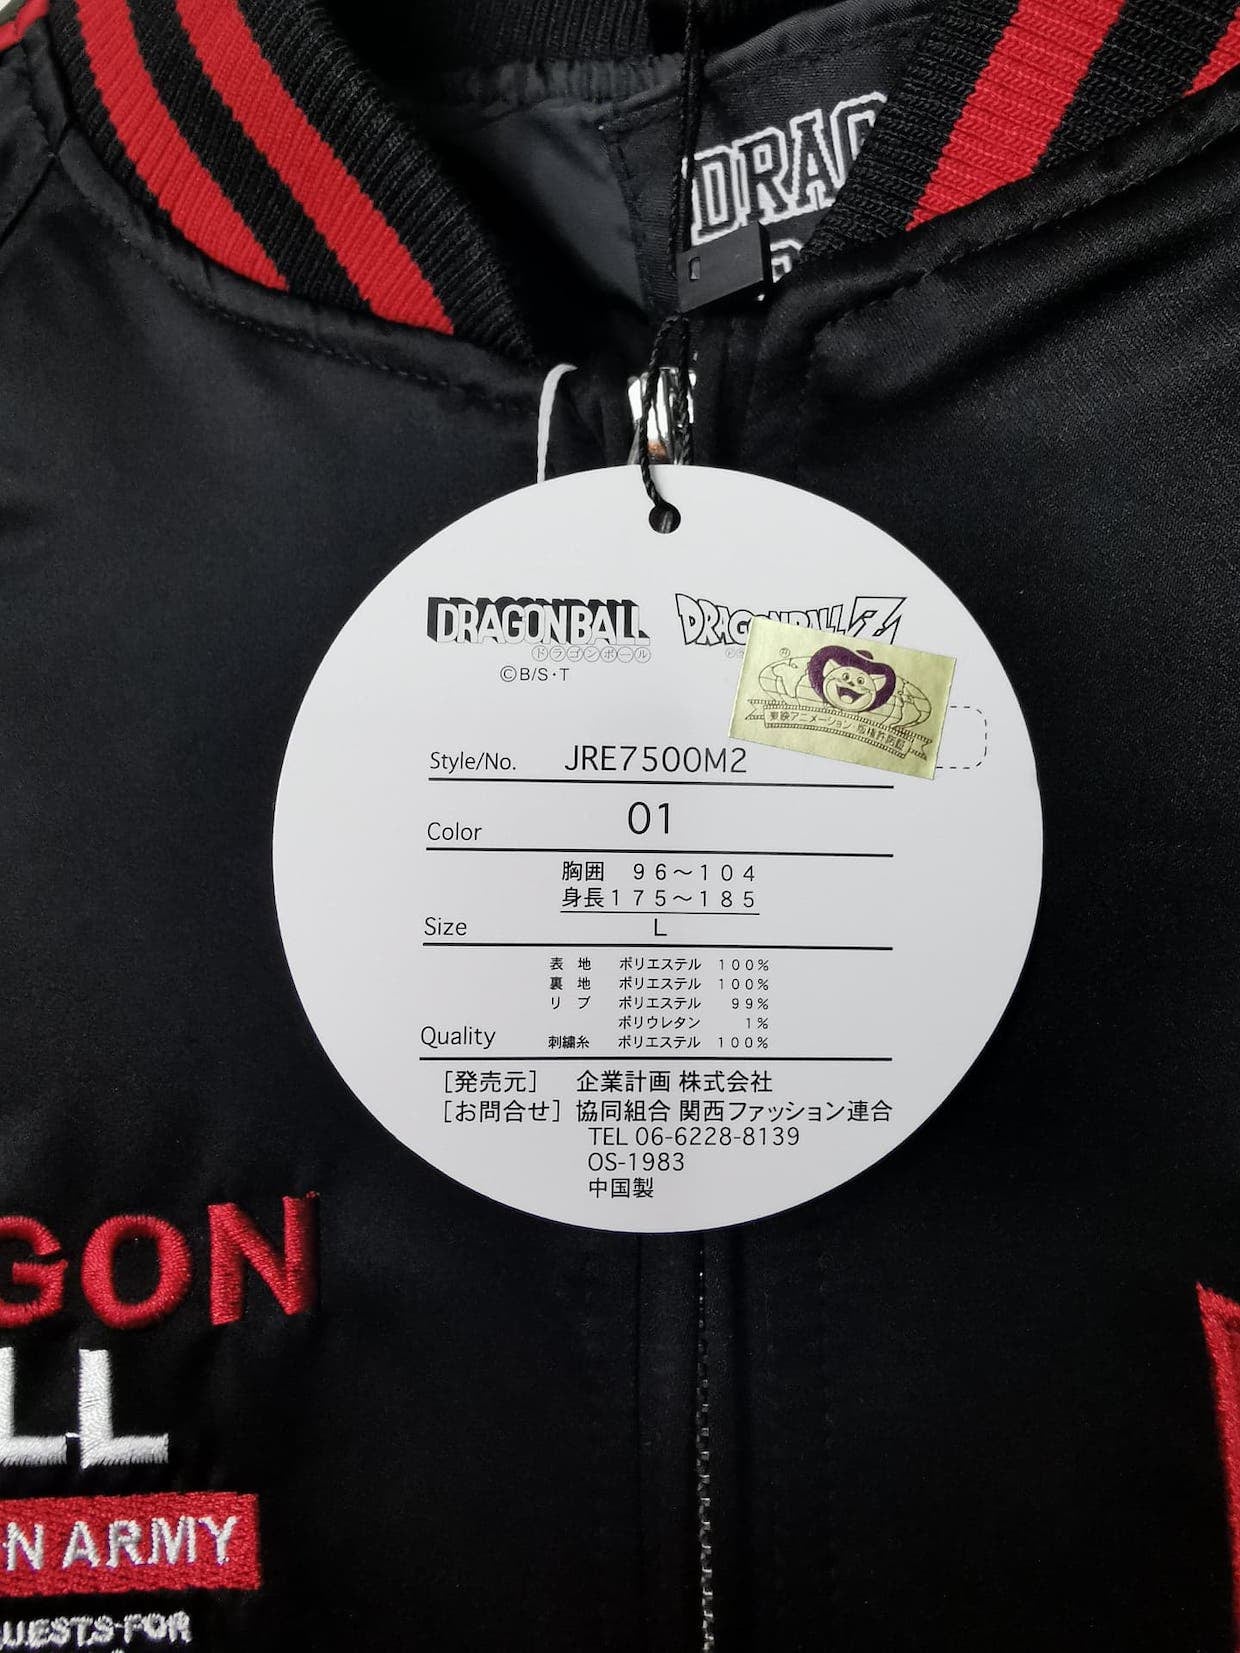 DRAG
DRAGONBALL
ドラゴンボール
©B/S・T
DRAGONBALL Z
東映アニメーション・版権許諾証
Style/No. JRE7500M2
Color 01
胸囲 96～104
身長175～185
Size L
表 地 ポリエステル 100%
裏 地 ポリエステル 100%
リ ブ ポリエステル 99%
ポリウレタン 1%
Quality 刺繍糸 ポリエステル 100%
［発売元］ 企業計画 株式会社
［お問合せ］ 協同組合 関西ファッション連合
TEL 06-6228-8139
OS-1983
中国製
GON
LL
N ARMY
UESTS-FOR